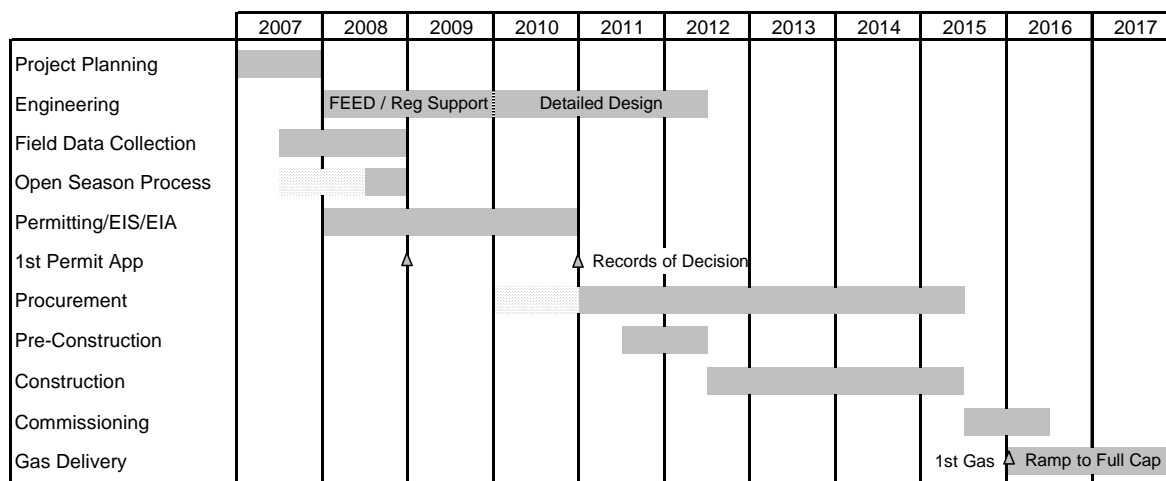 2007 2008 2009 2010 2011 2012 2013 2014 2015 2016 2017
Project Planning
Engineering FEED / Reg Support Detailed Design
Field Data Collection
Open Season Process
Permitting/EIS/EIA
1st Permit App Records of Decision
Procurement
Pre-Construction
Construction
Commissioning
Gas Delivery 1st Gas Ramp to Full Cap